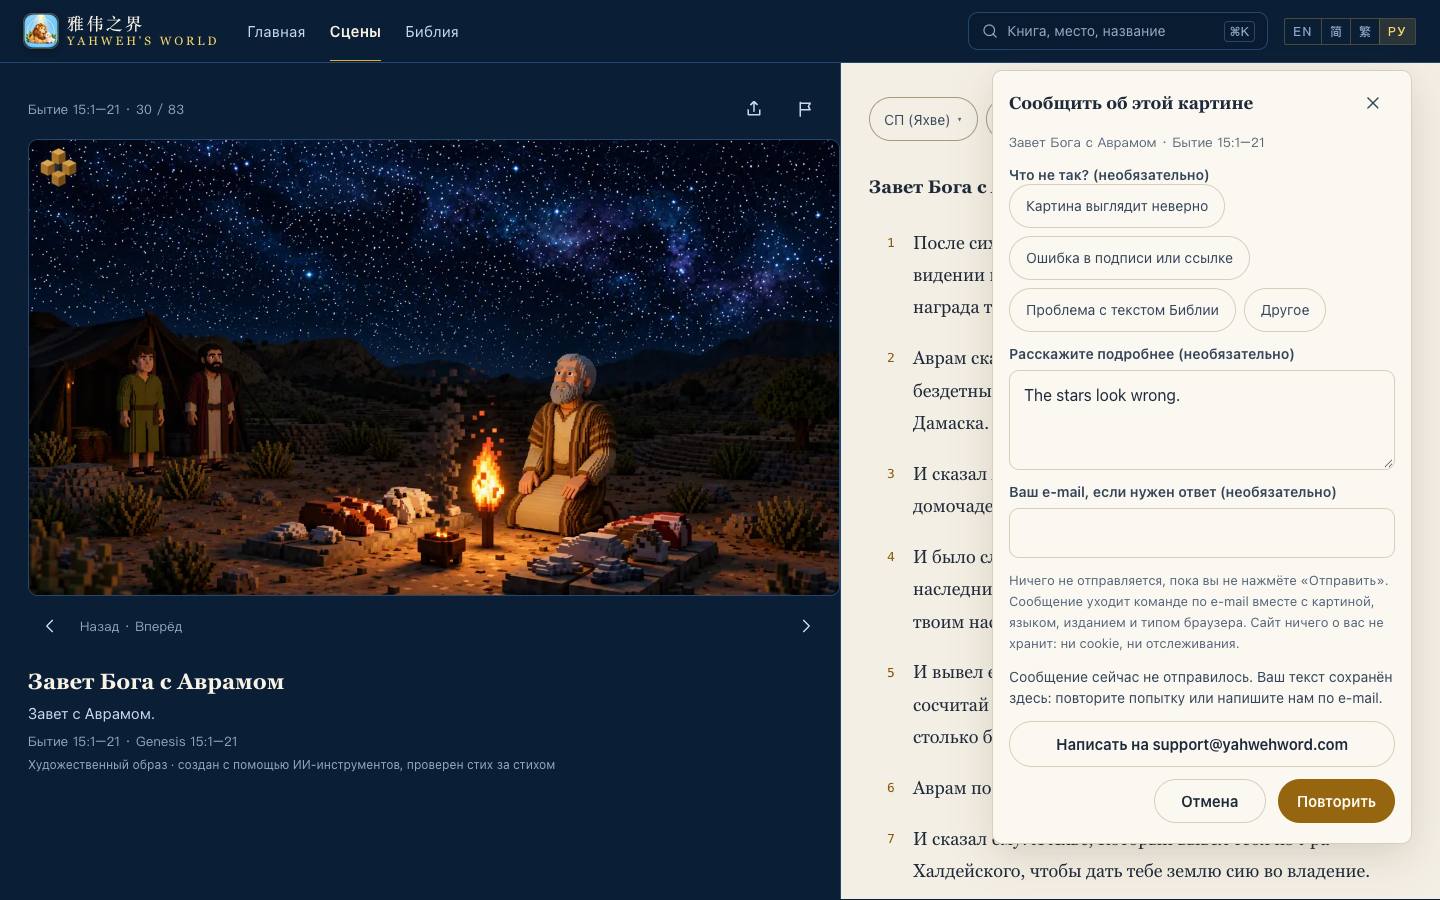 雅伟之界
YAHWEH'S WORLD
Главная
Сцены
Библия
Книга, место, название
⌘K
EN
简
繁
РУ
Бытие 15:1—21 · 30 / 83
Назад · Вперёд
Завет Бога с Аврамом
Завет с Аврамом.
Бытие 15:1—21 · Genesis 15:1—21
Художественный образ · создан с помощью ИИ-инструментов, проверен стих за стихом
СП (Яхве)
Завет Бога с
1 После
видении
награда
2 Аврам
бездетны
Дамаска.
3 И сказал
домочаде
4 И было
наследни
твоим
5 И вывел
сосчитай
столько
6 Аврам
7 И сказал
Халдейского, чтобы дать тебе землю сию во владение.
Сообщить об этой картине
Завет Бога с Аврамом · Бытие 15:1—21
Что не так? (необязательно)
Картина выглядит неверно
Ошибка в подписи или ссылке
Проблема с текстом Библии
Другое
Расскажите подробнее (необязательно)
The stars look wrong.
Ваш e-mail, если нужен ответ (необязательно)
Ничего не отправляется, пока вы не нажмёте «Отправить».
Сообщение уходит команде по e-mail вместе с картиной,
языком, изданием и типом браузера. Сайт ничего о вас не
хранит: ни cookie, ни отслеживания.
Сообщение сейчас не отправилось. Ваш текст сохранён
здесь: повторите попытку или напишите нам по e-mail.
Написать на support@yahwehword.com
Отмена
Повторить